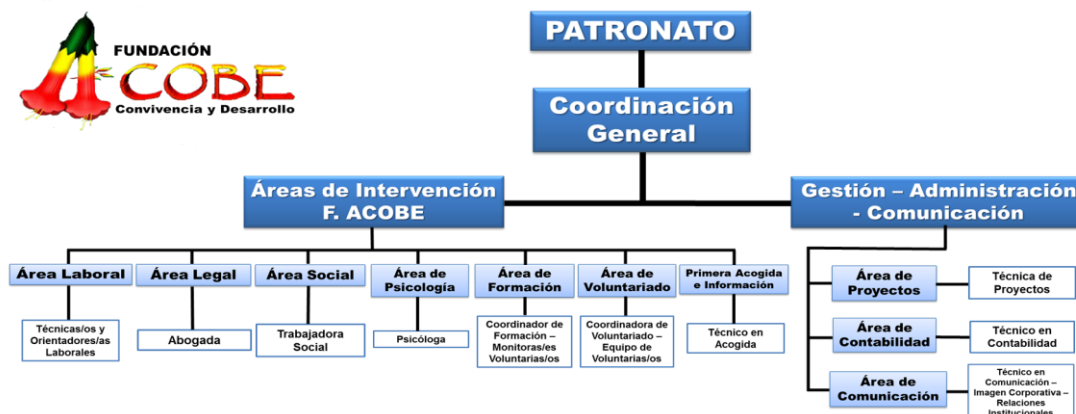 FUNDACIÓN
ACOBE
Convivencia y Desarrollo
PATRONATO
Coordinación
General
Áreas de Intervención
F. ACOBE
Gestión – Administración
- Comunicación
Área Laboral
Técnicas/os y
Orientadores/as
Laborales
Área Legal
Abogada
Área Social
Trabajadora
Social
Área de
Psicología
Psicóloga
Área de
Formación
Coordinador de
Formación –
Monitoras/es
Voluntarias/os
Área de
Voluntariado
Coordinadora de
Voluntariado –
Equipo de
Voluntarias/os
Primera Acogida
e Información
Técnico en
Acogida
Área de
Proyectos
Técnica de
Proyectos
Área de
Contabilidad
Técnico en
Contabilidad
Área de
Comunicación
Técnico en
Comunicación –
Imagen Corporativa –
Relaciones
Institucionales